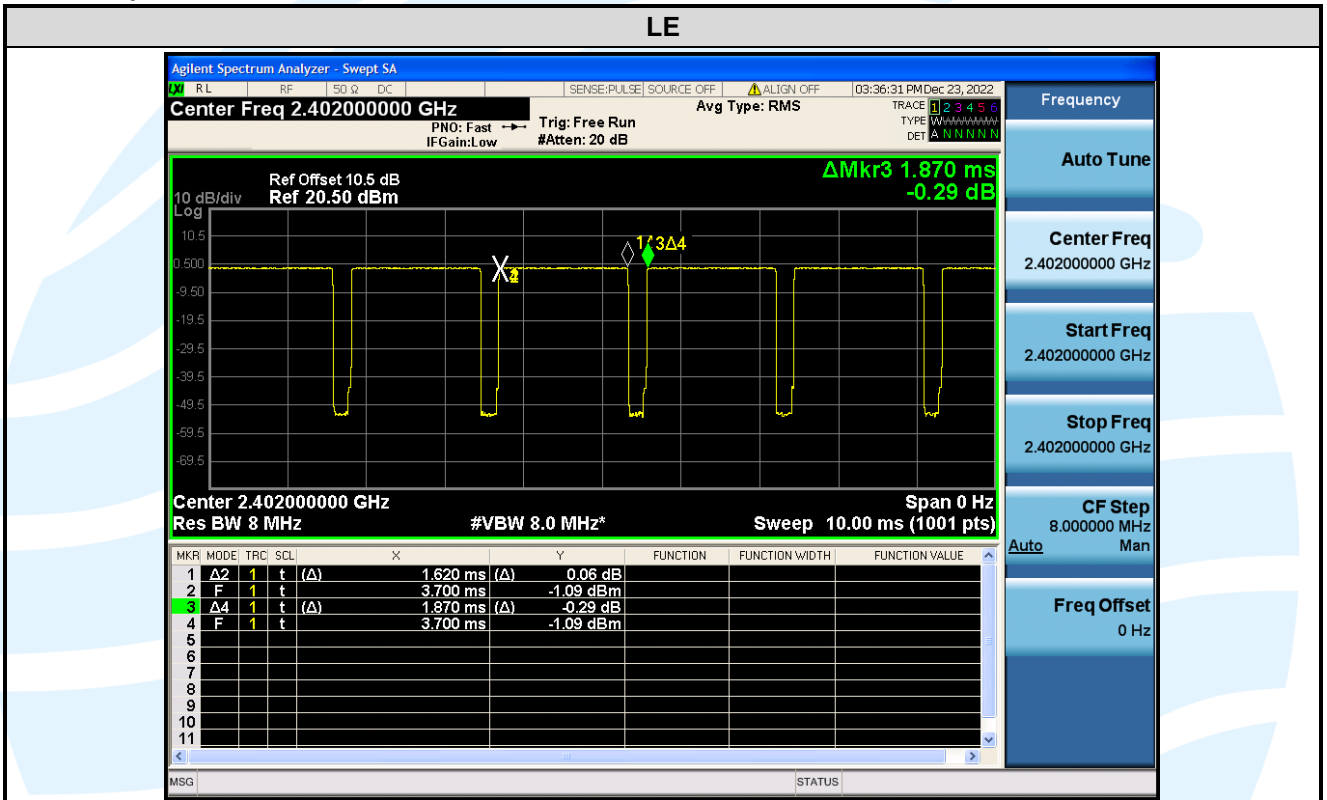 LE
Agilent Spectrum Analyzer - Swept SA
LXI RL RF 50 Ω DC SENSE:PULSE SOURCE OFF ALIGN OFF 03:36:31 PM Dec 23, 2022
Center Freq 2.402000000 GHz Avg Type: RMS TRACE 1 2 3 4 5 6
PNO: Fast Trig: Free Run TYPE W
IFGain:Low #Atten: 20 dB DET A N N N N N
ΔMkr3 1.870 ms
-0.29 dB
Ref Offset 10.5 dB
10 dB/div Ref 20.50 dBm
Log
10.5
0.500
-9.50
-19.5
-29.5
-39.5
-49.5
-59.5
-69.5
3Δ4
Center 2.402000000 GHz Span 0 Hz
Res BW 8 MHz #VBW 8.0 MHz* Sweep 10.00 ms (1001 pts)
MKR MODE TRC SCL X Y FUNCTION FUNCTION WIDTH FUNCTION VALUE
1 Δ2 1 t (Δ) 1.620 ms (Δ) 0.06 dB
2 F 1 t 3.700 ms -1.09 dBm
3 Δ4 1 t (Δ) 1.870 ms (Δ) -0.29 dB
4 F 1 t 3.700 ms -1.09 dBm
5
6
7
8
9
10
11
MSG STATUS
Frequency
Auto Tune
Center Freq
2.402000000 GHz
Start Freq
2.402000000 GHz
Stop Freq
2.402000000 GHz
CF Step
8.000000 MHz
Auto Man
Freq Offset
0 Hz